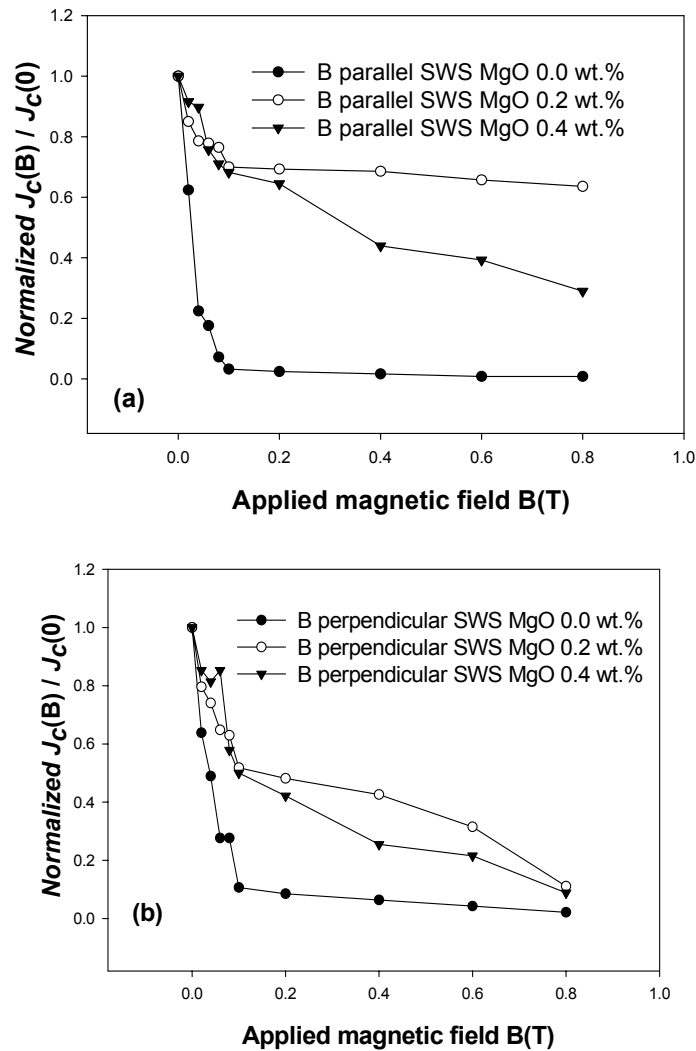 1.2
B parallel SWS MgO 0.0 wt.%
B parallel SWS MgO 0.2 wt.%
B parallel SWS MgO 0.4 wt.%
1.0
0.8
0.6
0.4
0.2
0.0
Normalized Jc(B) / Jc(0)
(a)
0.0 0.2 0.4 0.6 0.8 1.0
Applied magnetic field B(T)
1.2
B perpendicular SWS MgO 0.0 wt.%
B perpendicular SWS MgO 0.2 wt.%
B perpendicular SWS MgO 0.4 wt.%
1.0
0.8
0.6
0.4
0.2
0.0
Normalized Jc(B) / Jc(0)
(b)
0.0 0.2 0.4 0.6 0.8 1.0
Applied magnetic field B(T)